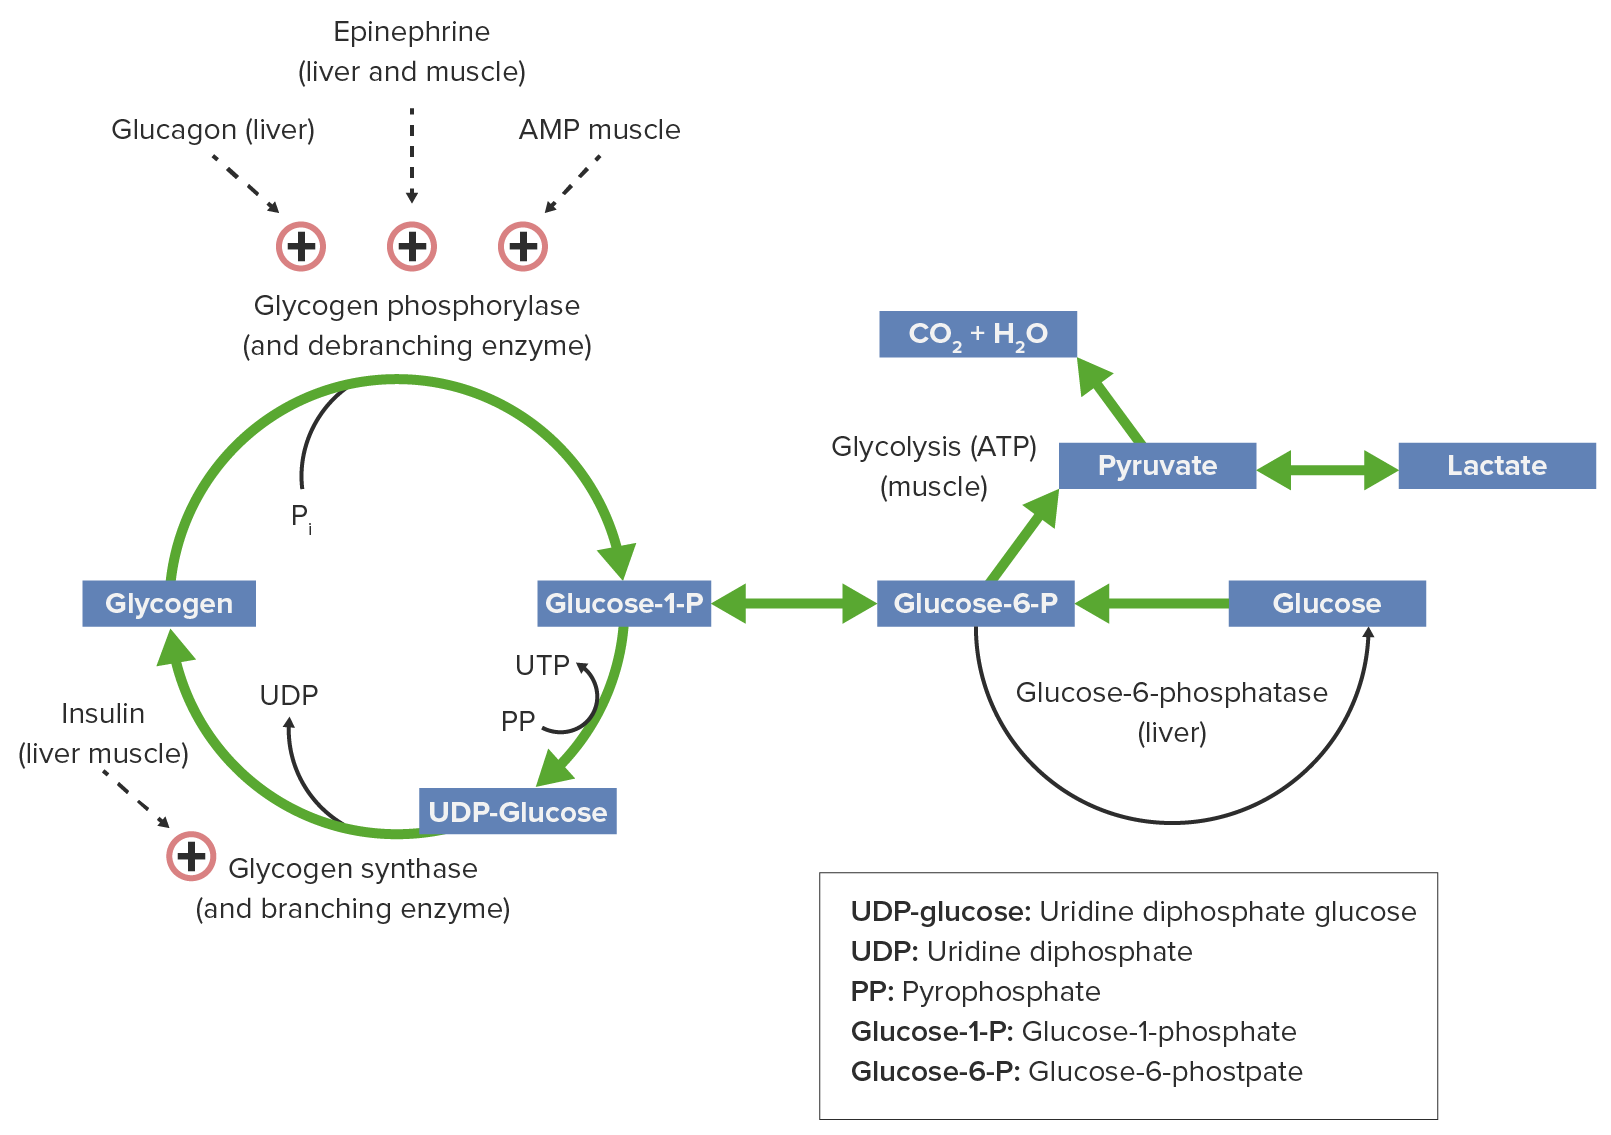 Epinephrine
(liver and muscle)
Glucagon (liver)
AMP muscle
Glycogen phosphorylase
(and debranching enzyme)
CO2 + H2O
Glycolysis (ATP)
(muscle)
Pyruvate
Lactate
Pi
Glycogen
Glucose-1-P
Glucose-6-P
Glucose
UTP
PP
UDP
Insulin
(liver muscle)
Glucose-6-phosphatase
(liver)
UDP-Glucose
Glycogen synthase
(and branching enzyme)
UDP-glucose: Uridine diphosphate glucose
UDP: Uridine diphosphate
PP: Pyrophosphate
Glucose-1-P: Glucose-1-phosphate
Glucose-6-P: Glucose-6-phostpate